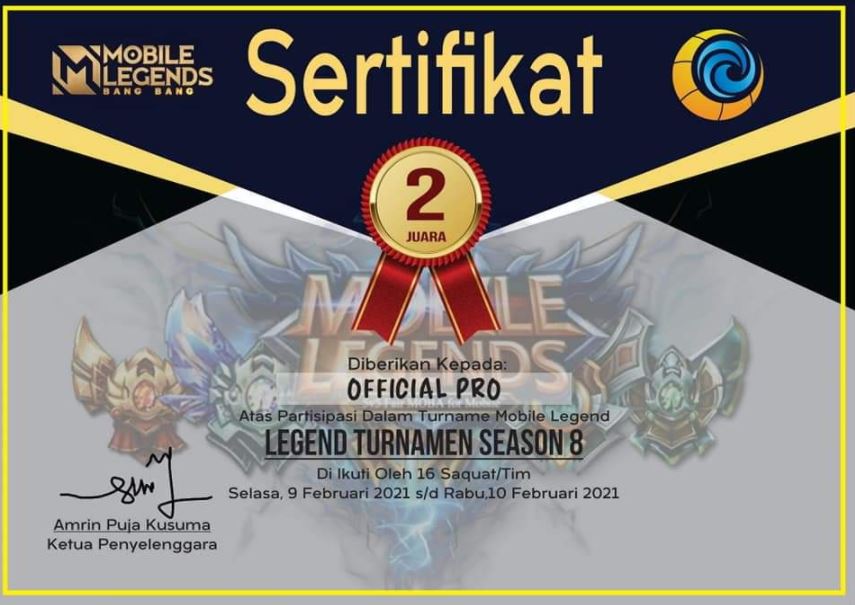 MOBILE
LEGENDS
BANG BANG
Sertifikat
2
JUARA
MOBILE
LEGENDS
Diberikan Kepada:
OFFICIAL PRO
Atas Partisipasi Dalam Turname Mobile Legend
LEGEND TURNAMEN SEASON 8
Di Ikuti Oleh 16 Saquat/Tim
Selasa, 9 Februari 2021 s/d Rabu,10 Februari 2021
Amrin Puja Kusuma
Ketua Penyelenggara